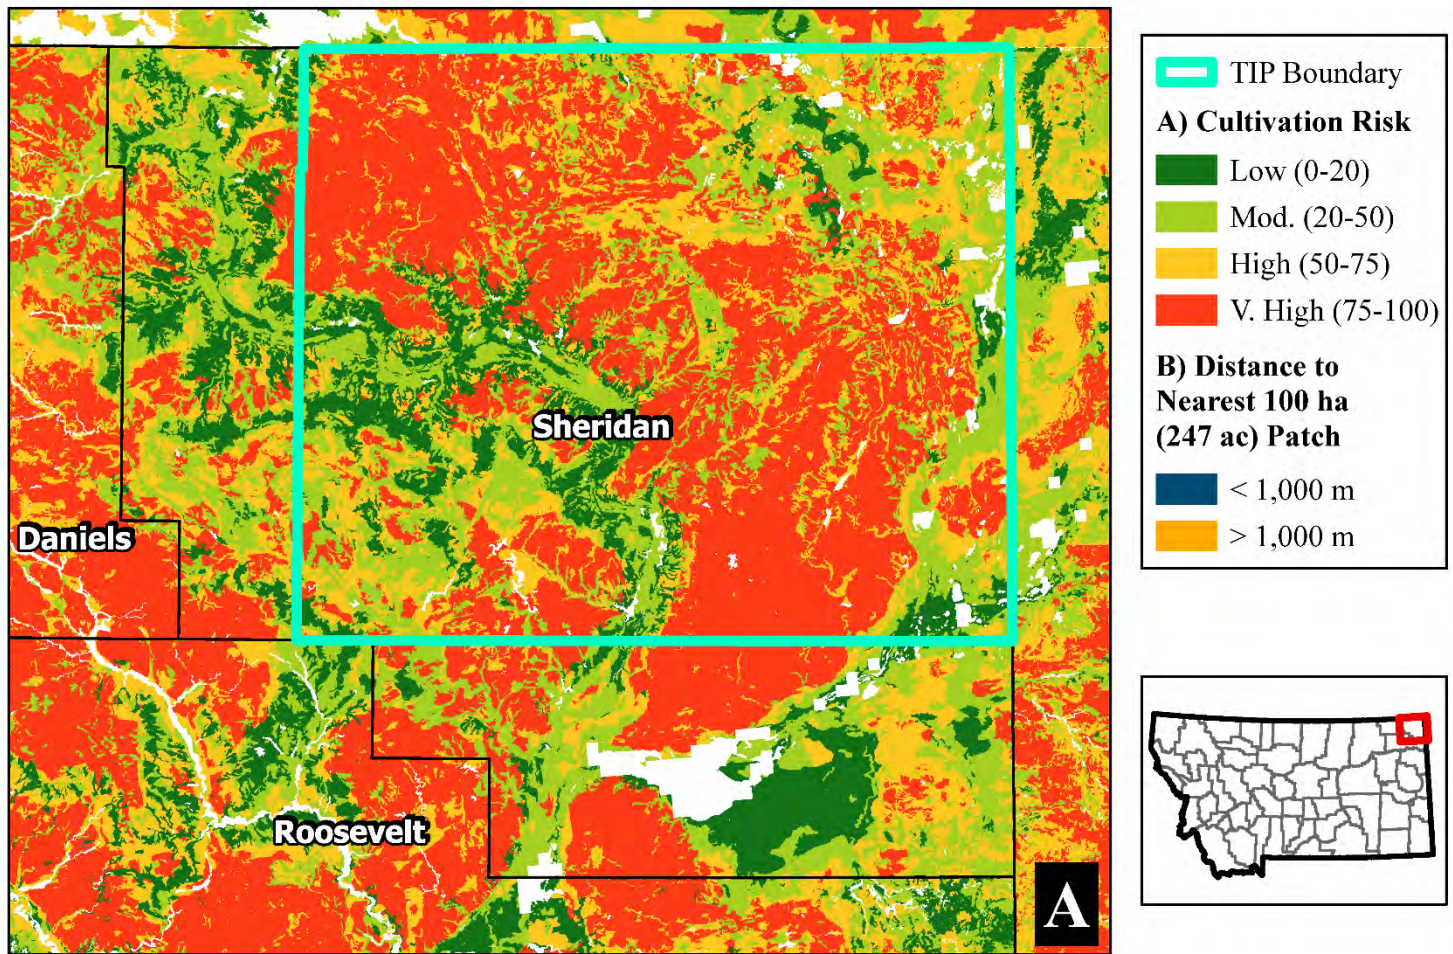 Sheridan
Daniels
Roosevelt
A
TIP Boundary
A) Cultivation Risk
Low (0-20)
Mod. (20-50)
High (50-75)
V. High (75-100)
B) Distance to
Nearest 100 ha
(247 ac) Patch
< 1,000 m
> 1,000 m